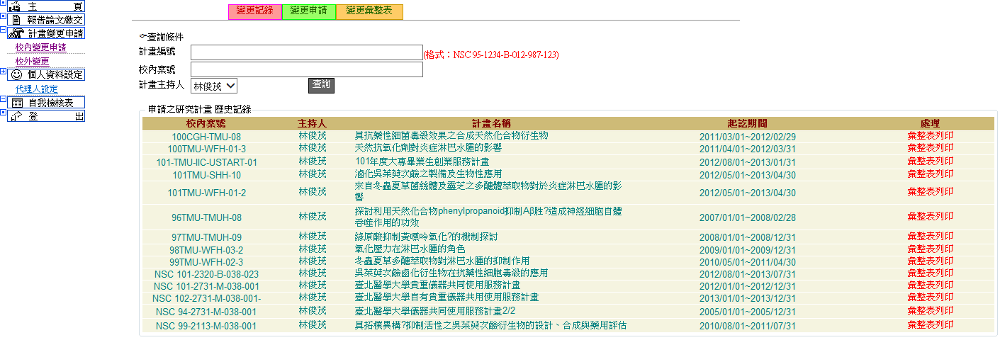 主 頁
報告論文繳交
計畫變更申請
校內變更申請
校外變更
個人資料設定
代理人設定
自我檢核表
登 出
變更記錄 變更申請 變更彙整表
查詢條件
計畫編號 (格式：NSC 95-1234-B-012-987-123)
校內案號
計畫主持人 林俊茂 查詢
申請之研究計畫 歷史記錄
校內案號 主持人 計畫名稱 起訖期間 處理
100CGH-TMU-08 林俊茂 具抗藥性細菌毒殺效果之合成天然化合物衍生物 2011/03/01~2012/02/29 彙整表列印
100TMU-WFH-01-3 林俊茂 天然抗氧化劑對炎症淋巴水腫的影響 2011/04/01~2012/03/31 彙整表列印
101-TMU-IIC-USTART-01 林俊茂 101年度大專畢業生創業服務計畫 2012/08/01~2013/01/31 彙整表列印
101TMU-SHH-10 林俊茂 滷化吳茱萸次鹼之製備及生物性應用 2012/05/01~2013/04/30 彙整表列印
101TMU-WFH-01-2 林俊茂 來自冬蟲夏草菌絲體及靈芝之多醣體萃取物對於炎症淋巴水腫的影
響 2012/05/01~2013/04/30 彙整表列印
96TMU-TMUH-08 林俊茂 探討利用天然化合物phenylpropanoid抑制Aβ胜?造成神經細胞自體
吞噬作用的功效 2007/01/01~2008/02/28 彙整表列印
97TMU-TMUH-09 林俊茂 綠原酸抑制黃嘌呤氧化?的機制探討 2008/01/01~2008/12/31 彙整表列印
98TMU-WFH-03-2 林俊茂 氧化壓力在淋巴水腫的角色 2009/01/01~2009/12/31 彙整表列印
99TMU-WFH-02-3 林俊茂 冬蟲夏草多醣萃取物對淋巴水腫的抑制作用 2010/05/01~2011/04/30 彙整表列印
NSC 101-2320-B-038-023 林俊茂 吳茱萸次鹼鹵化衍生物在抗藥性細胞毒殺的應用 2012/08/01~2013/07/31 彙整表列印
NSC 101-2731-M-038-001 林俊茂 臺北醫學大學貴重儀器共同使用服務計畫 2012/01/01~2012/12/31 彙整表列印
NSC 102-2731-M-038-001- 林俊茂 臺北醫學大學自有貴重儀器共用使用服務計畫 2013/01/01~2013/12/31 彙整表列印
NSC 94-2731-M-038-001 林俊茂 臺北醫學大學儀器共同使用服務計畫2/2 2005/01/01~2005/12/31 彙整表列印
NSC 99-2113-M-038-001 林俊茂 具拓樸異構?抑制活性之吳茱萸次鹼衍生物的設計、合成與藥用評估 2010/08/01~2011/07/31 彙整表列印